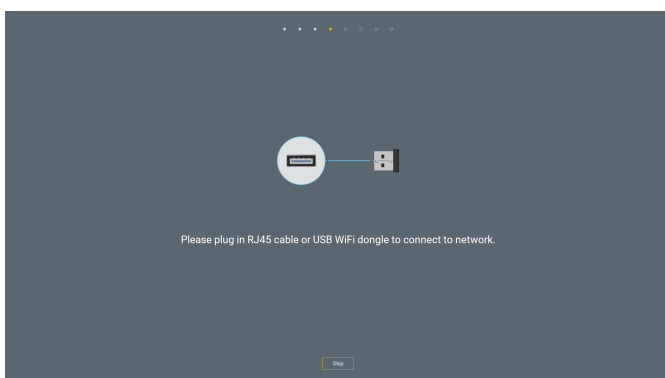 Please plug in RJ45 cable or USB WiFi dongle to connect to network.
Skip